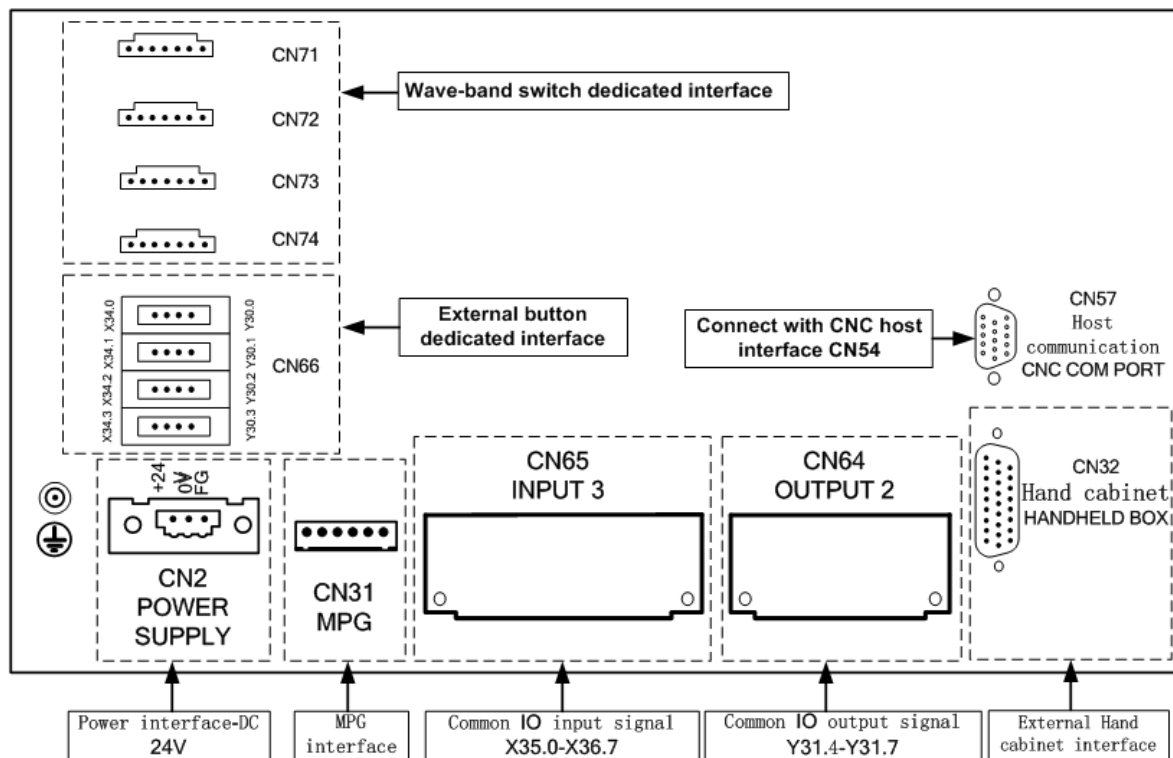 CN71
CN72
CN73
CN74
Wave-band switch dedicated interface
X34.0
X34.1
X34.2
X34.3
Y30.0
Y30.1
Y30.2
Y30.3
CN66
External button
dedicated interface
Connect with CNC host
interface CN54
CN57
Host
communication
CNC COM PORT
+24
0V
FG
CN2
POWER
SUPPLY
CN31
MPG
CN65
INPUT 3
CN64
OUTPUT 2
CN32
Hand cabinet
HANDHELD BOX
Power interface-DC
24V
MPG
interface
Common IO input signal
X35.0-X36.7
Common IO output signal
Y31.4-Y31.7
External Hand
cabinet interface